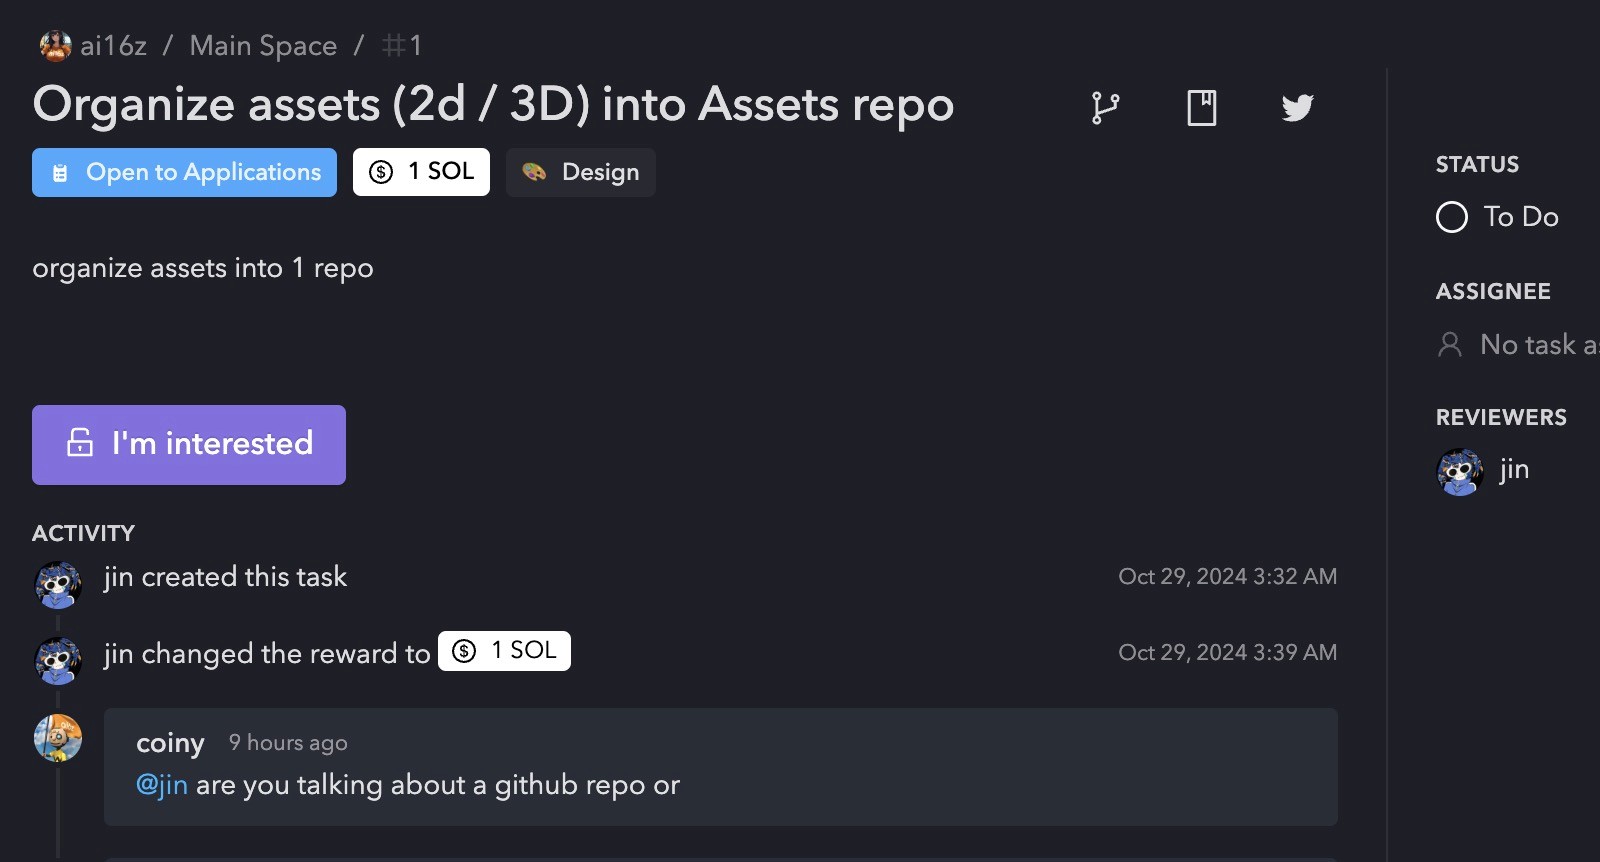 ai16z / Main Space / #1
Organize assets (2d / 3D) into Assets repo
Open to Applications
1 SOL
Design
organize assets into 1 repo
I'm interested
ACTIVITY
jin created this task
Oct 29, 2024 3:32 AM
jin changed the reward to 1 SOL
Oct 29, 2024 3:39 AM
coiny 9 hours ago
@jin are you talking about a github repo or
STATUS
To Do
ASSIGNEE
No task
REVIEWERS
jin